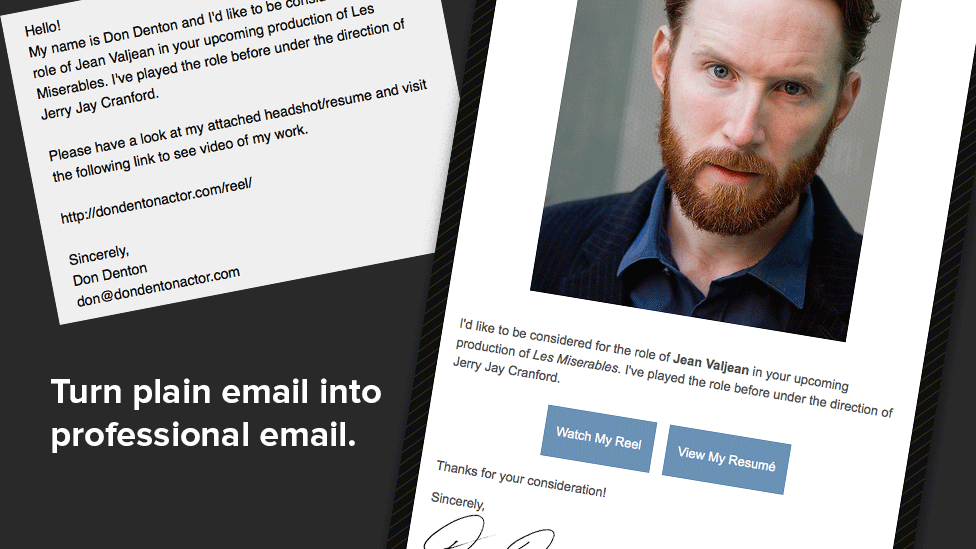 Hello!
My name is Don Denton and I'd like to be consi
role of Jean Valjean in your upcoming production of Les
Miserables. I've played the role before under the direction of
Jerry Jay Cranford.
Please have a look at my attached headshot/resume and visit
the following link to see video of my work.
http://dondentonactor.com/reel/
Sincerely,
Don Denton
don@dondentonactor.com
Turn plain email into
professional email.
I'd like to be considered for the role of Jean Valjean in your upcoming
production of Les Miserables. I've played the role before under the direction of
Jerry Jay Cranford.
Watch My Reel
View My Resumé
Thanks for your consideration!
Sincerely,